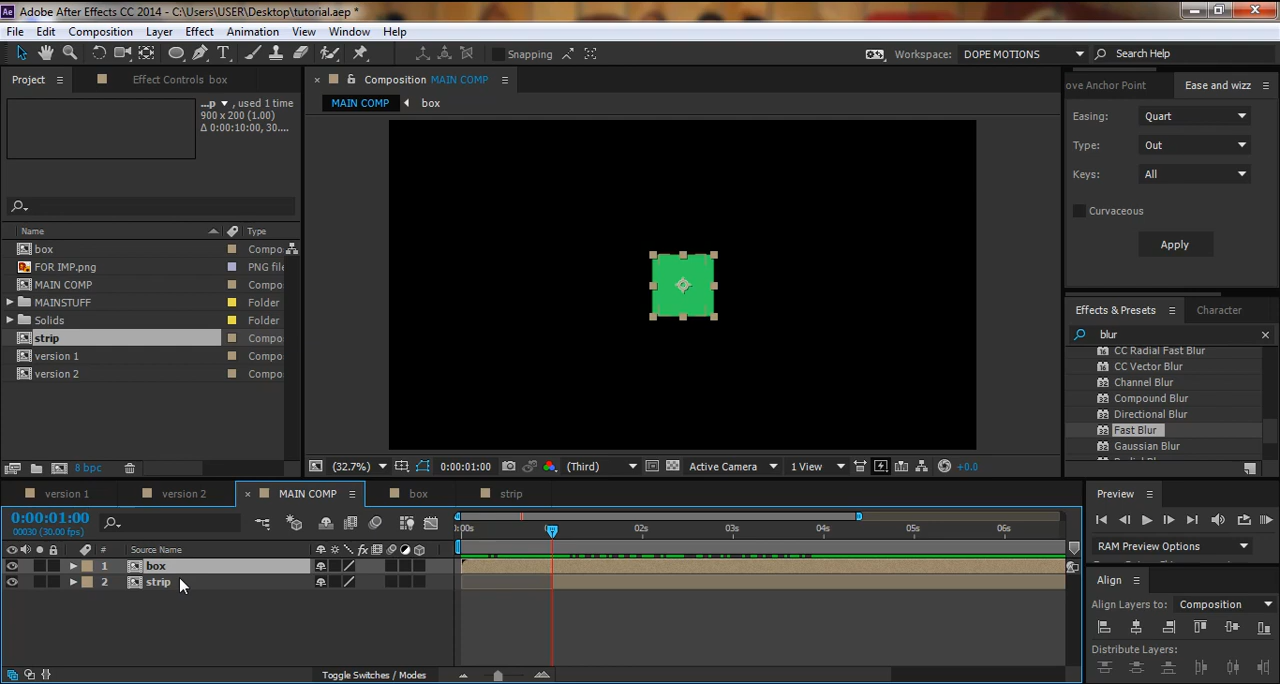 Adobe After Effects CC 2014 - C:\Users\USER\Desktop\tutorial.aep *
File Edit Composition Layer Effect Animation View Window Help
Snapping
Workspace: DOPE MOTIONS
Search Help
Project
Effect Controls box
Composition MAIN COMP
ove Anchor Point
Ease and wizz
...p ▼ , used 1 time
900 x 200 (1.00)
Δ 0:00:10:00, 30....
MAIN COMP
box
Easing: Quart
Type: Out
Keys: All
Curvaceous
Apply
Name Type
box Compo
FOR IMP.png PNG file
MAIN COMP Compo
MAINSTUFF Folder
Solids Folder
strip Compo
version 1 Compo
version 2 Compo
Effects & Presets
Character
blur
CC Radial Fast Blur
CC Vector Blur
Channel Blur
Compound Blur
Directional Blur
Fast Blur
Gaussian Blur
8 bpc
(32.7%)
0:00:01:00
(Third)
Active Camera
1 View
+0.0
version 1
version 2
MAIN COMP
box
strip
Preview
0:00:01:00
00030 (30.00 fps)
:00s 02s 03s 04s 05s 06s
RAM Preview Options
# Source Name
1 box
2 strip
Align
Align Layers to: Composition
Distribute Layers:
Toggle Switches / Modes